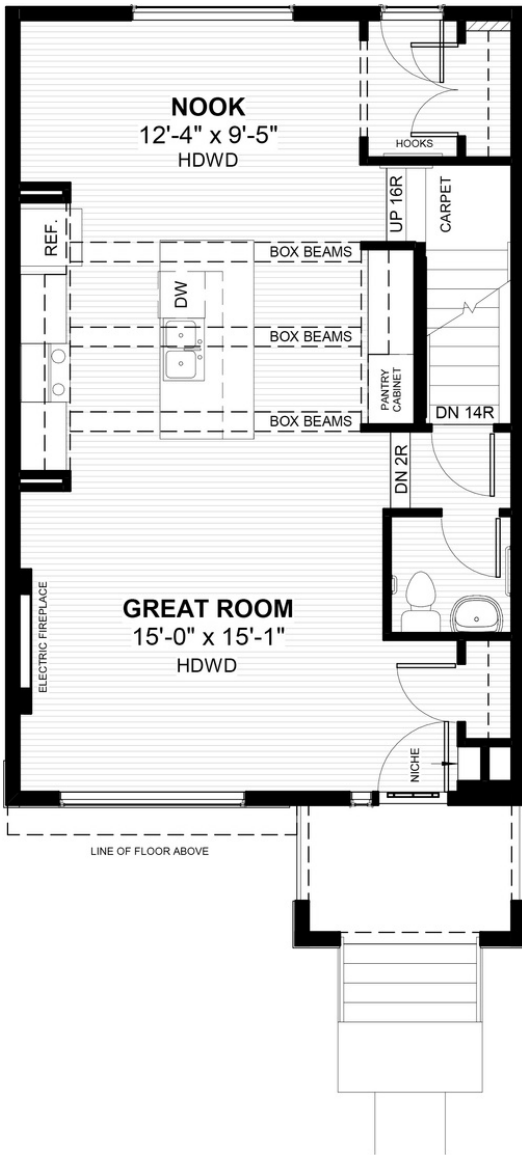 NOOK
12'-4" x 9'-5"
HDWD
HOOKS
UP 16R
CARPET
REF.
BOX BEAMS
DW
BOX BEAMS
PANTRY
CABINET
BOX BEAMS
DN 14R
DN 2R
ELECTRIC FIREPLACE
GREAT ROOM
15'-0" x 15'-1"
HDWD
NICHE
LINE OF FLOOR ABOVE